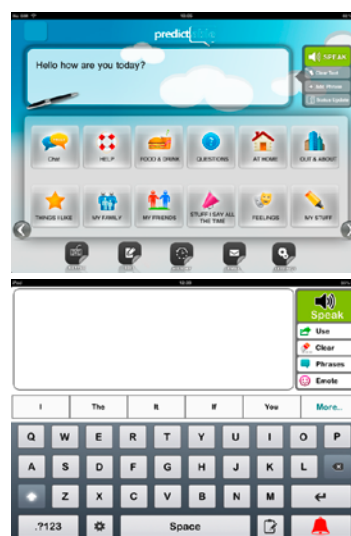 predictable
Hello how are you today?
SPEAK
Clear Text
Add Phrase
Chat
HELP
FOOD & DRINK
QUESTIONS
AT HOME
OUT & ABOUT
THINGS I LIKE
MY FAMILY
MY FRIENDS
STUFF I SAY ALL
THE TIME
FEELINGS
MY STUFF
iPad
Speak
Use
Clear
Phrases
Emote
I The It If You More..
Q W E R T Y U I O P
A S D F G H J K L
Z X C V B N M
.?123 Space